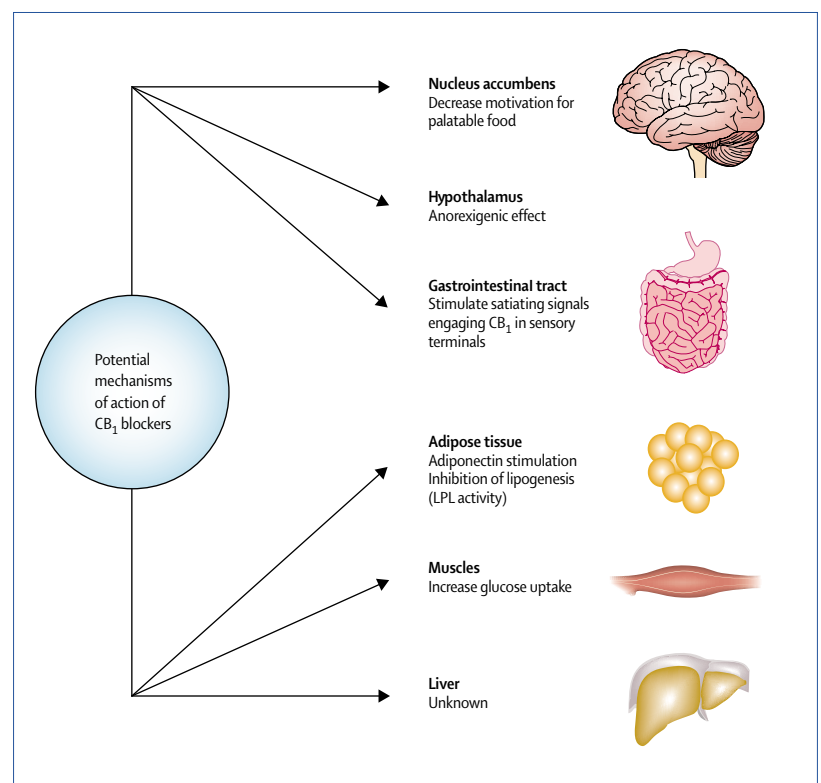 Nucleus accumbens
Decrease motivation for
palatable food
Hypothalamus
Anorexigenic effect
Gastrointestinal tract
Stimulate satiating signals
engaging CB₁ in sensory
terminals
Potential
mechanisms
of action of
CB₁ blockers
Adipose tissue
Adiponectin stimulation
Inhibition of lipogenesis
(LPL activity)
Muscles
Increase glucose uptake
Liver
Unknown